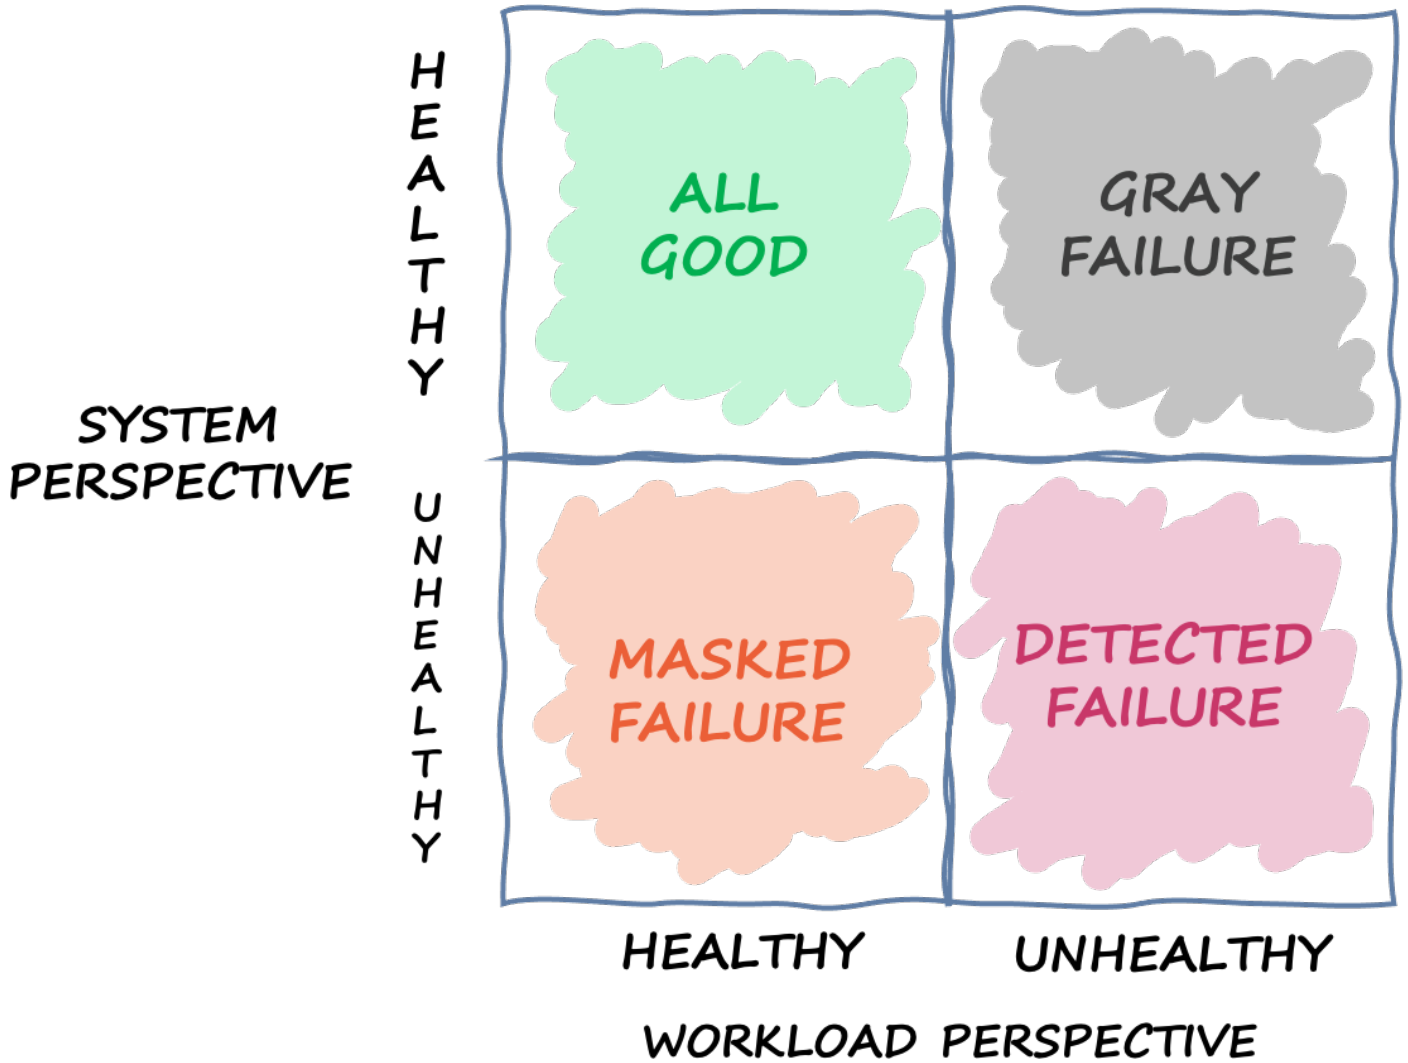 HEALTHY
ALL
GOOD
GRAY
FAILURE
SYSTEM
PERSPECTIVE
UNHEALTHY
MASKED
FAILURE
DETECTED
FAILURE
HEALTHY
UNHEALTHY
WORKLOAD PERSPECTIVE